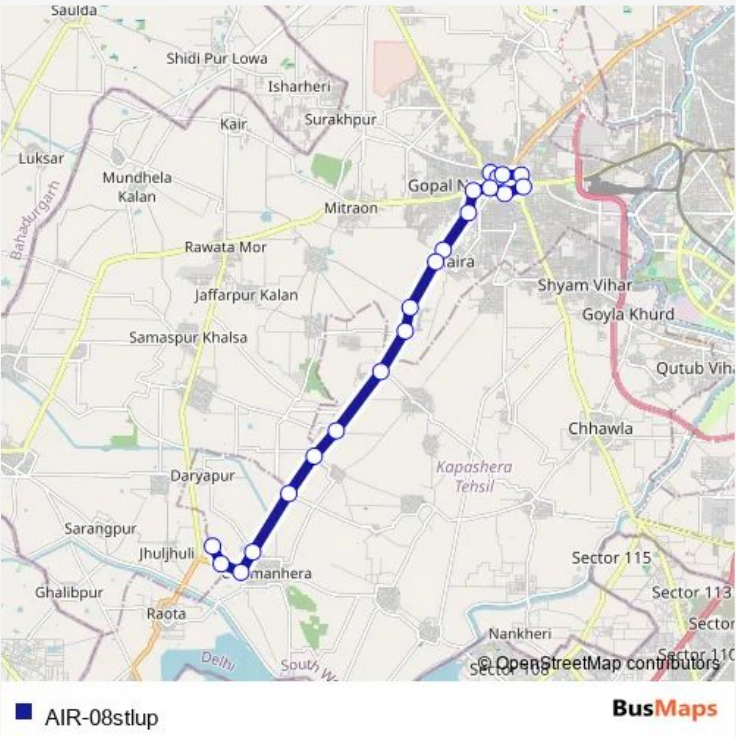 Saulda
Shidi Pur Lowa
Isharheri
Surakhpur
Kair
Luksar
Mundhela
Kalan
Bahadurgarh
Gopal N
Mitraon
Rawata Mor
aira
Shyam Vihar
Jaffarpur Kalan
Goyla Khurd
Samaspur Khalsa
Qutub Viha
Chhawla
Kapashera
Tehsil
Daryapur
Sarangpur
Jhuljhuli
manhera
Sector 115
Ghalibpur
Sector 113
Raota
Sector
Nankheri
Delhi
South W
Sector 110
© OpenStreetMap contributors
Sector 108
AIR-08stlup
BusMaps